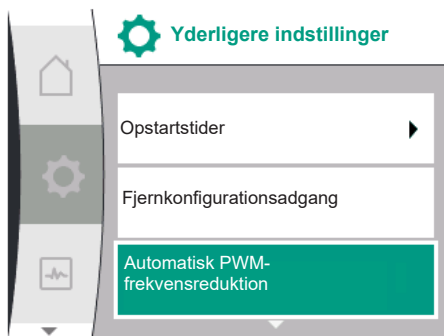 Yderligere indstillinger
Opstartstider
Fjernkonfigurationsadgang
Automatisk PWM-
frekvensreduktion